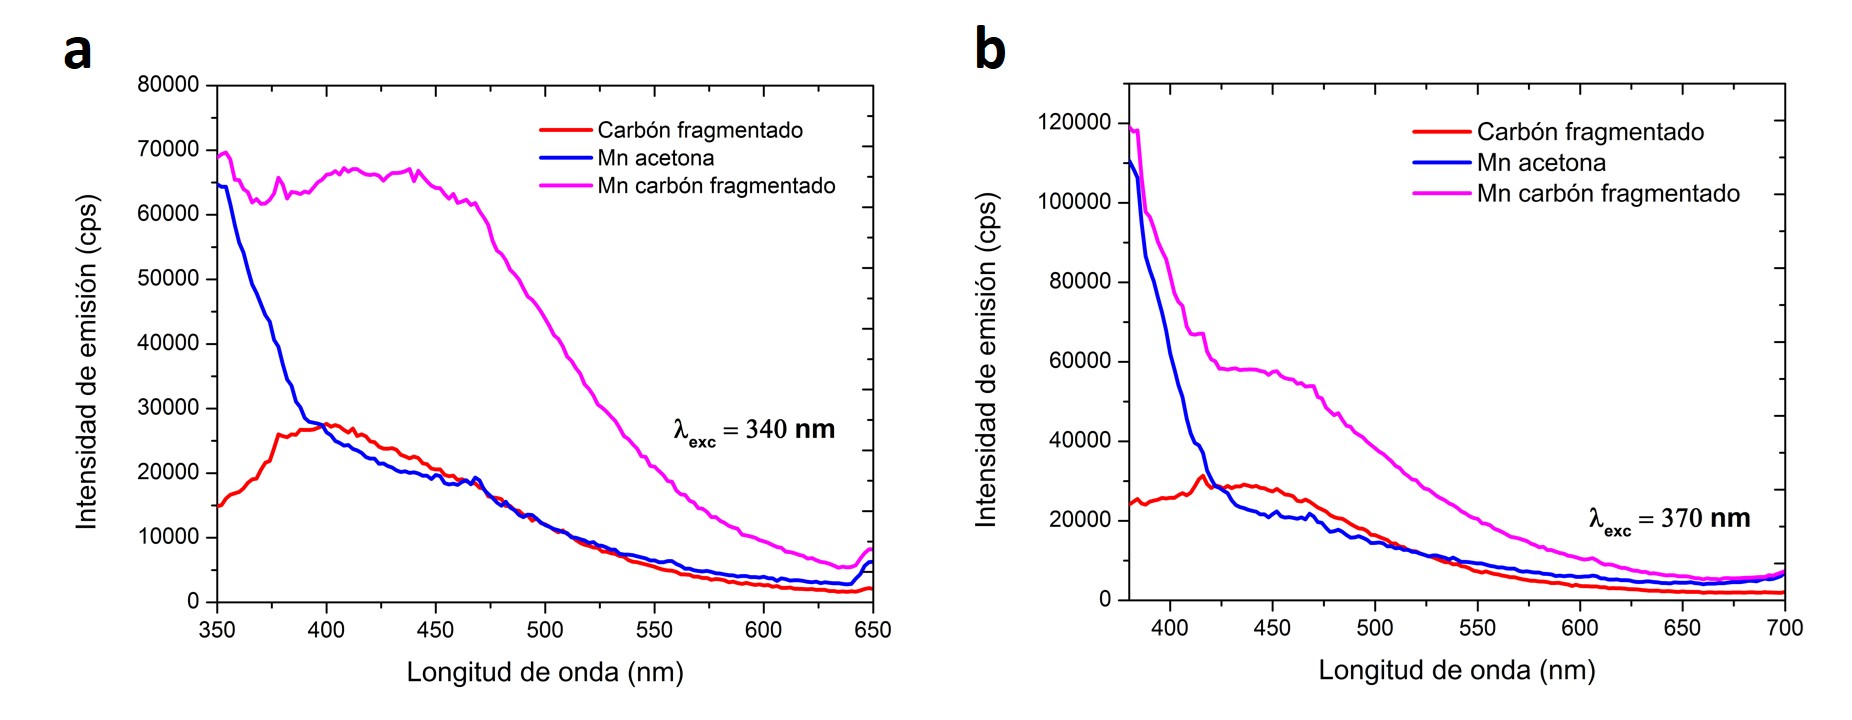 a
80000
70000
60000
50000
40000
30000
20000
10000
0
350 400 450 500 550 600 650
Intensidad de emisión (cps)
Longitud de onda (nm)
Carbón fragmentado
Mn acetona
Mn carbón fragmentado
λexc = 340 nm
b
120000
100000
80000
60000
40000
20000
0
400 450 500 550 600 650 700
Intensidad de emisión (cps)
Longitud de onda (nm)
Carbón fragmentado
Mn acetona
Mn carbón fragmentado
λexc = 370 nm